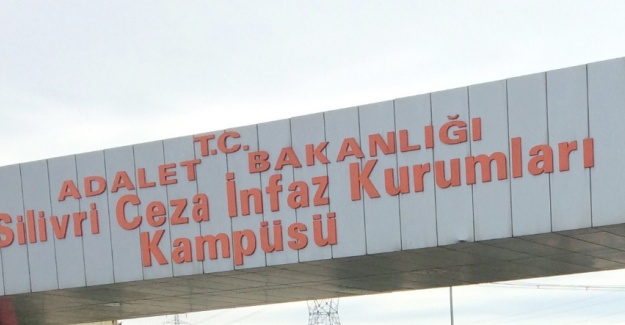 T.C.
ADALET BAKANLIĞI
Silivri Ceza İnfaz Kurumları
Kampüsü